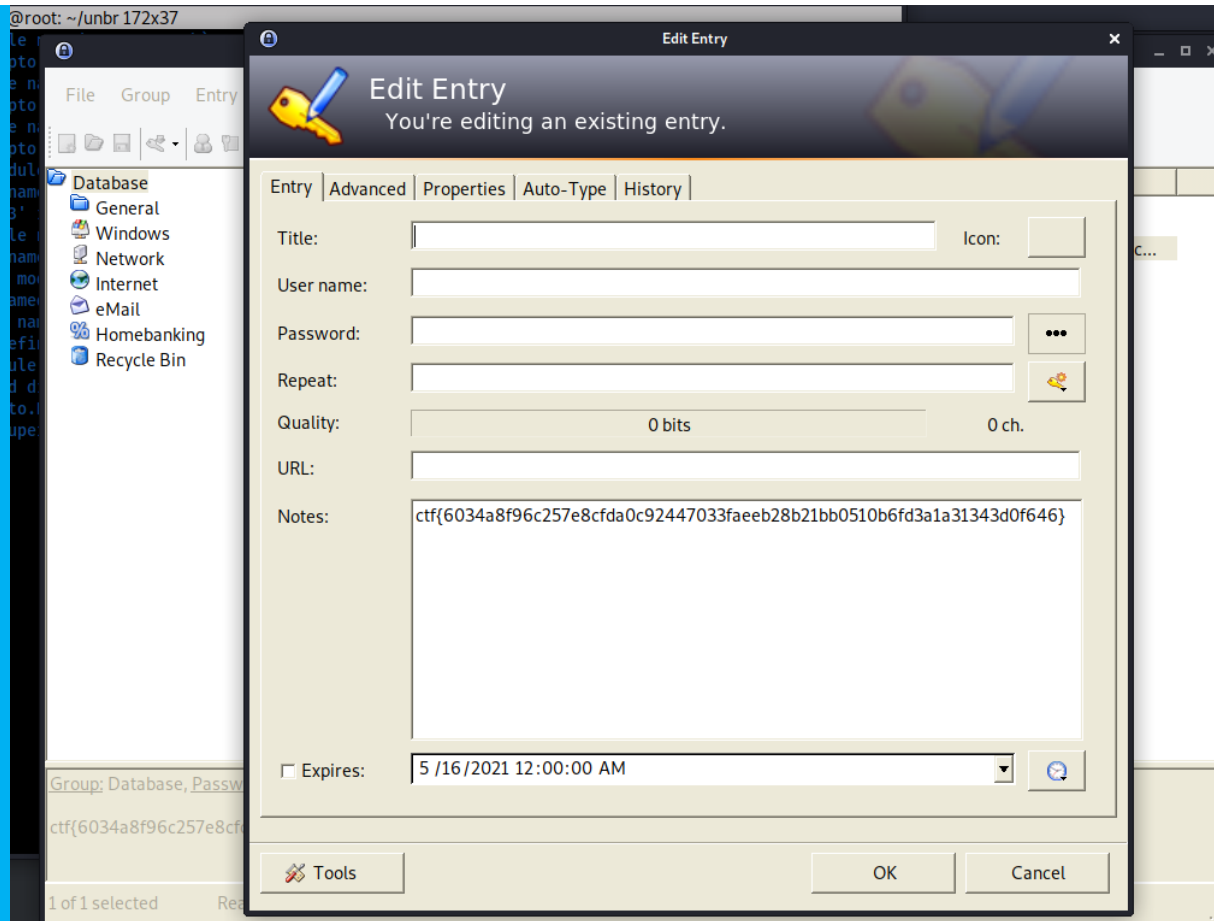 @root: ~/unbr 172x37
Edit Entry
Edit Entry
You're editing an existing entry.
File Group Entry
Database
General
Windows
Network
Internet
eMail
Homebanking
Recycle Bin
Entry Advanced Properties Auto-Type History
Title:
Icon:
User name:
Password:
Repeat:
Quality:
0 bits
0 ch.
URL:
Notes:
ctf{6034a8f96c257e8cfda0c92447033faeeb28b21bb0510b6fd3a1a31343d0f646}
Expires:
5 /16/2021 12:00:00 AM
Group: Database, Passw
ctf{6034a8f96c257e8cf
Tools
OK
Cancel
1 of 1 selected
Rea
c...